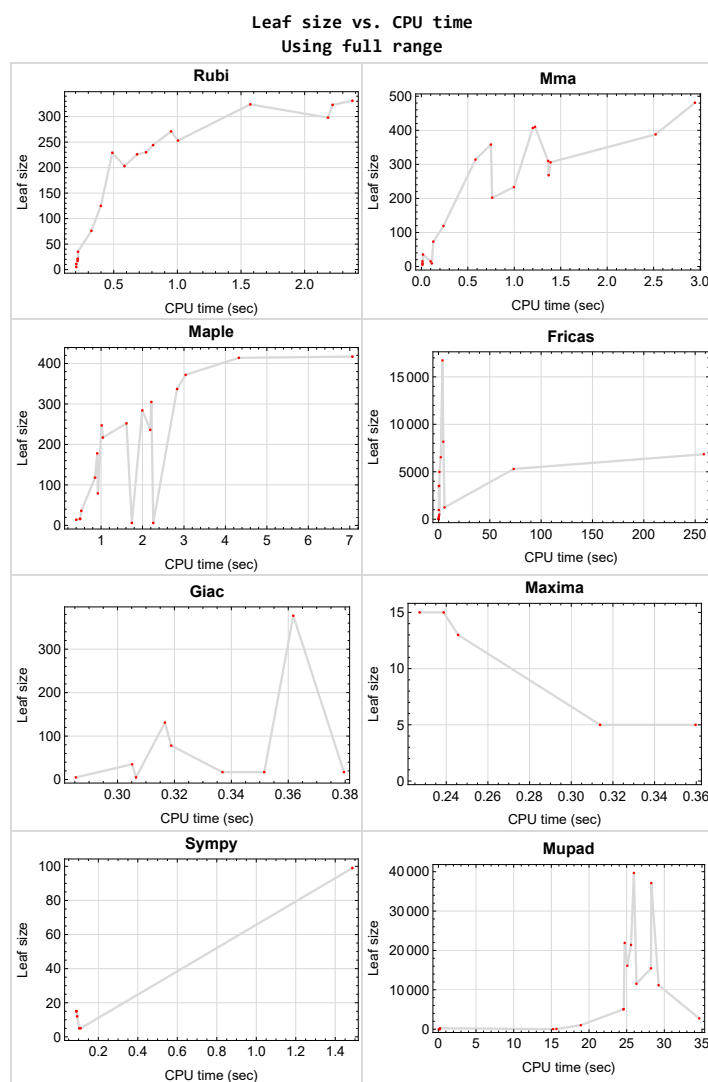 Leaf size vs. CPU time
Using full range
Rubi
Leaf size
300
250
200
150
100
50
0
0.5 1.0 1.5 2.0
CPU time (sec)
Mma
Leaf size
500
400
300
200
100
0
0.0 0.5 1.0 1.5 2.0 2.5 3.0
CPU time (sec)
Maple
Leaf size
400
300
200
100
0
1 2 3 4 5 6 7
CPU time (sec)
Fricas
Leaf size
15000
10000
5000
0
0 50 100 150 200 250
CPU time (sec)
Giac
Leaf size
300
200
100
0
0.30 0.32 0.34 0.36 0.38
CPU time (sec)
Maxima
Leaf size
15
10
5
0
0.24 0.26 0.28 0.30 0.32 0.34 0.36
CPU time (sec)
Sympy
Leaf size
100
80
60
40
20
0
0.2 0.4 0.6 0.8 1.0 1.2 1.4
CPU time (sec)
Mupad
Leaf size
40000
30000
20000
10000
0
0 5 10 15 20 25 30 35
CPU time (sec)